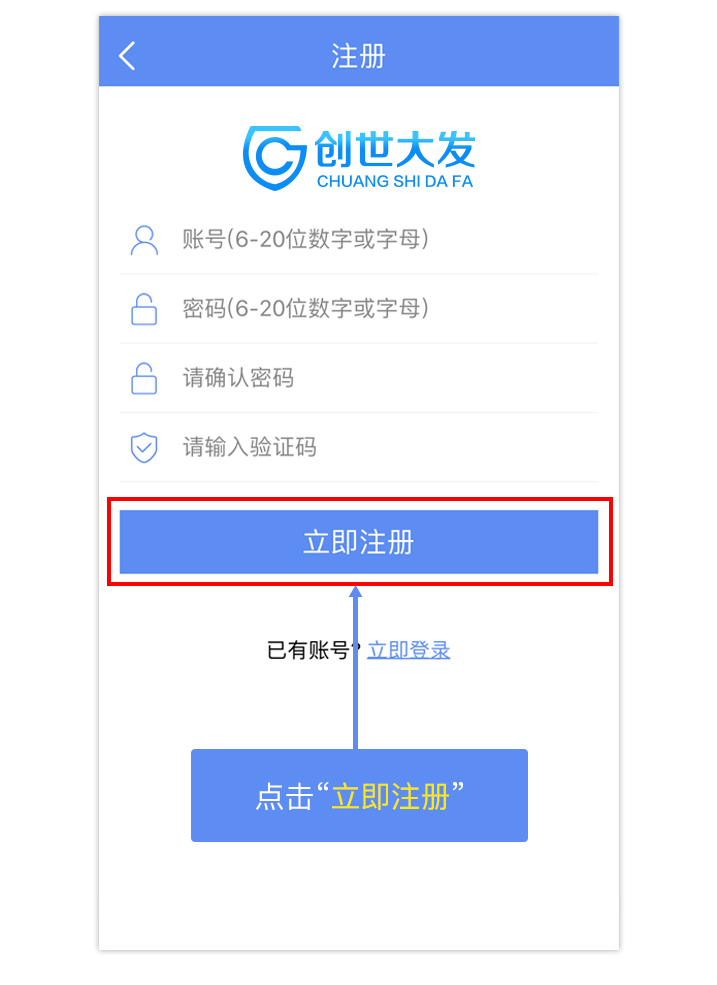 注册
创世大发
CHUANG SHI DA FA
账号(6-20位数字或字母)
密码(6-20位数字或字母)
请确认密码
请输入验证码
立即注册
已有账号? 立即登录
点击“立即注册”